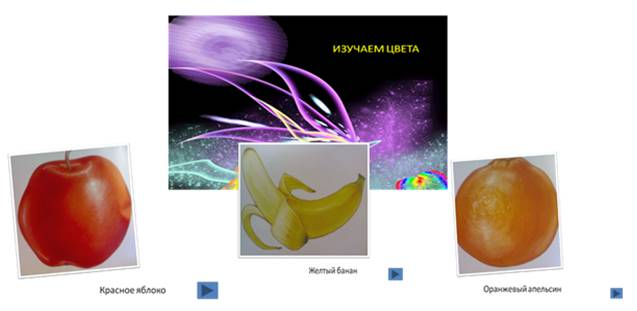 ИЗУЧАЕМ ЦВЕТА
Красное яблоко
Желтый банан
Оранжевый апельсин